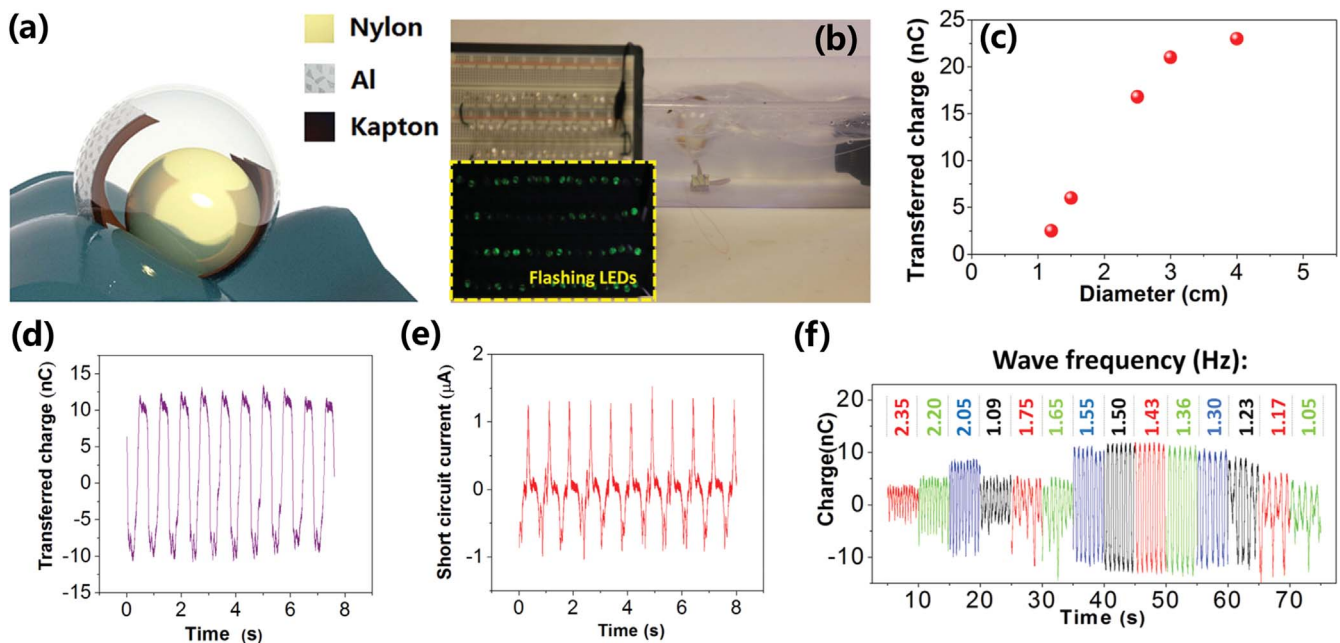 (a)
Nylon
Al
Kapton
(b)
Flashing LEDs
(c)
Transferred charge (nC)
25
20
15
10
5
0
0 1 2 3 4 5
Diameter (cm)
(d)
Transferred charge (nC)
15
10
5
0
-5
-10
-15
0 2 4 6 8
Time (s)
(e)
Short circuit current (μA)
2
1
0
-1
0 2 4 6 8
Time (s)
(f)
Wave frequency (Hz):
2.35 2.20 2.05 1.09 1.75 1.65 1.55 1.50 1.43 1.36 1.30 1.23 1.17 1.05
Charge(nC)
20
10
0
-10
10 20 30 40 50 60 70
Time (s)